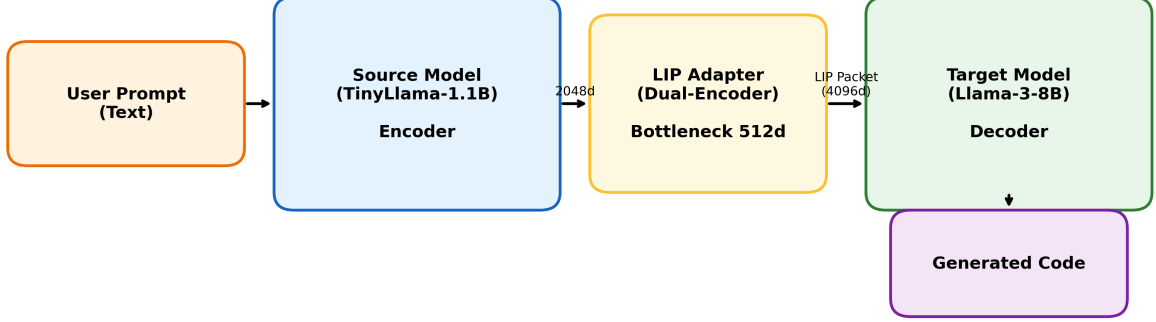 User Prompt
(Text)
Source Model
(TinyLlama-1.1B)
Encoder
2048d
LIP Adapter
(Dual-Encoder)
Bottleneck 512d
LIP Packet
(4096d)
Target Model
(Llama-3-8B)
Decoder
Generated Code